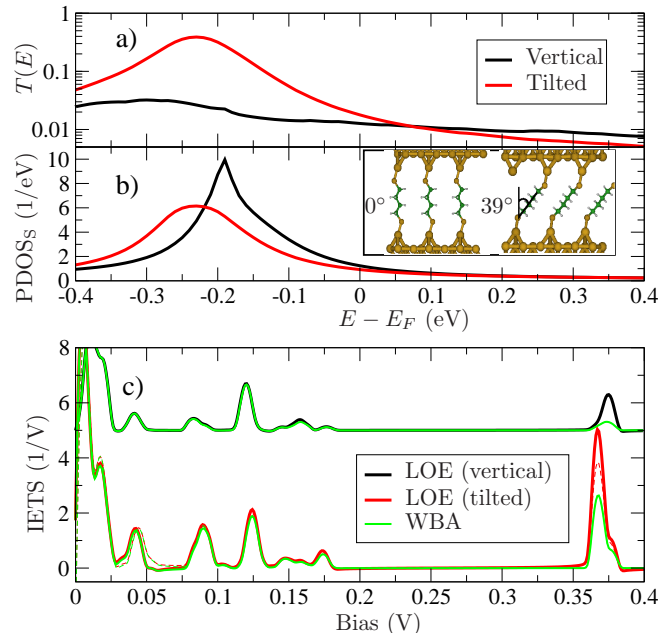 a)
T(E)
1
0.1
0.01
Vertical
Tilted
b)
PDOS_S (1/eV)
10
8
6
4
2
0
0°
39°
-0.4 -0.3 -0.2 -0.1 0 0.1 0.2 0.3 0.4
E − E_F (eV)
c)
IETS (1/V)
8
6
4
2
0
LOE (vertical)
LOE (tilted)
WBA
0 0.05 0.1 0.15 0.2 0.25 0.3 0.35 0.4
Bias (V)